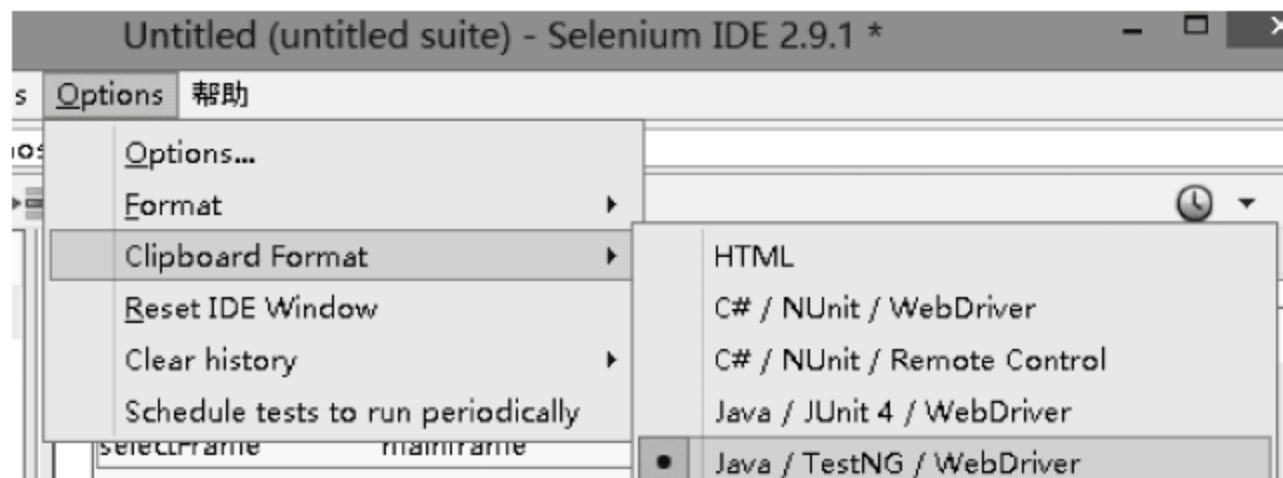 Untitled (untitled suite) - Selenium IDE 2.9.1 *
s Options 帮助
Options...
Format
Clipboard Format
Reset IDE Window
Clear history
Schedule tests to run periodically
HTML
C# / NUnit / WebDriver
C# / NUnit / Remote Control
Java / JUnit 4 / WebDriver
Java / TestNG / WebDriver
selectFrame mainframe